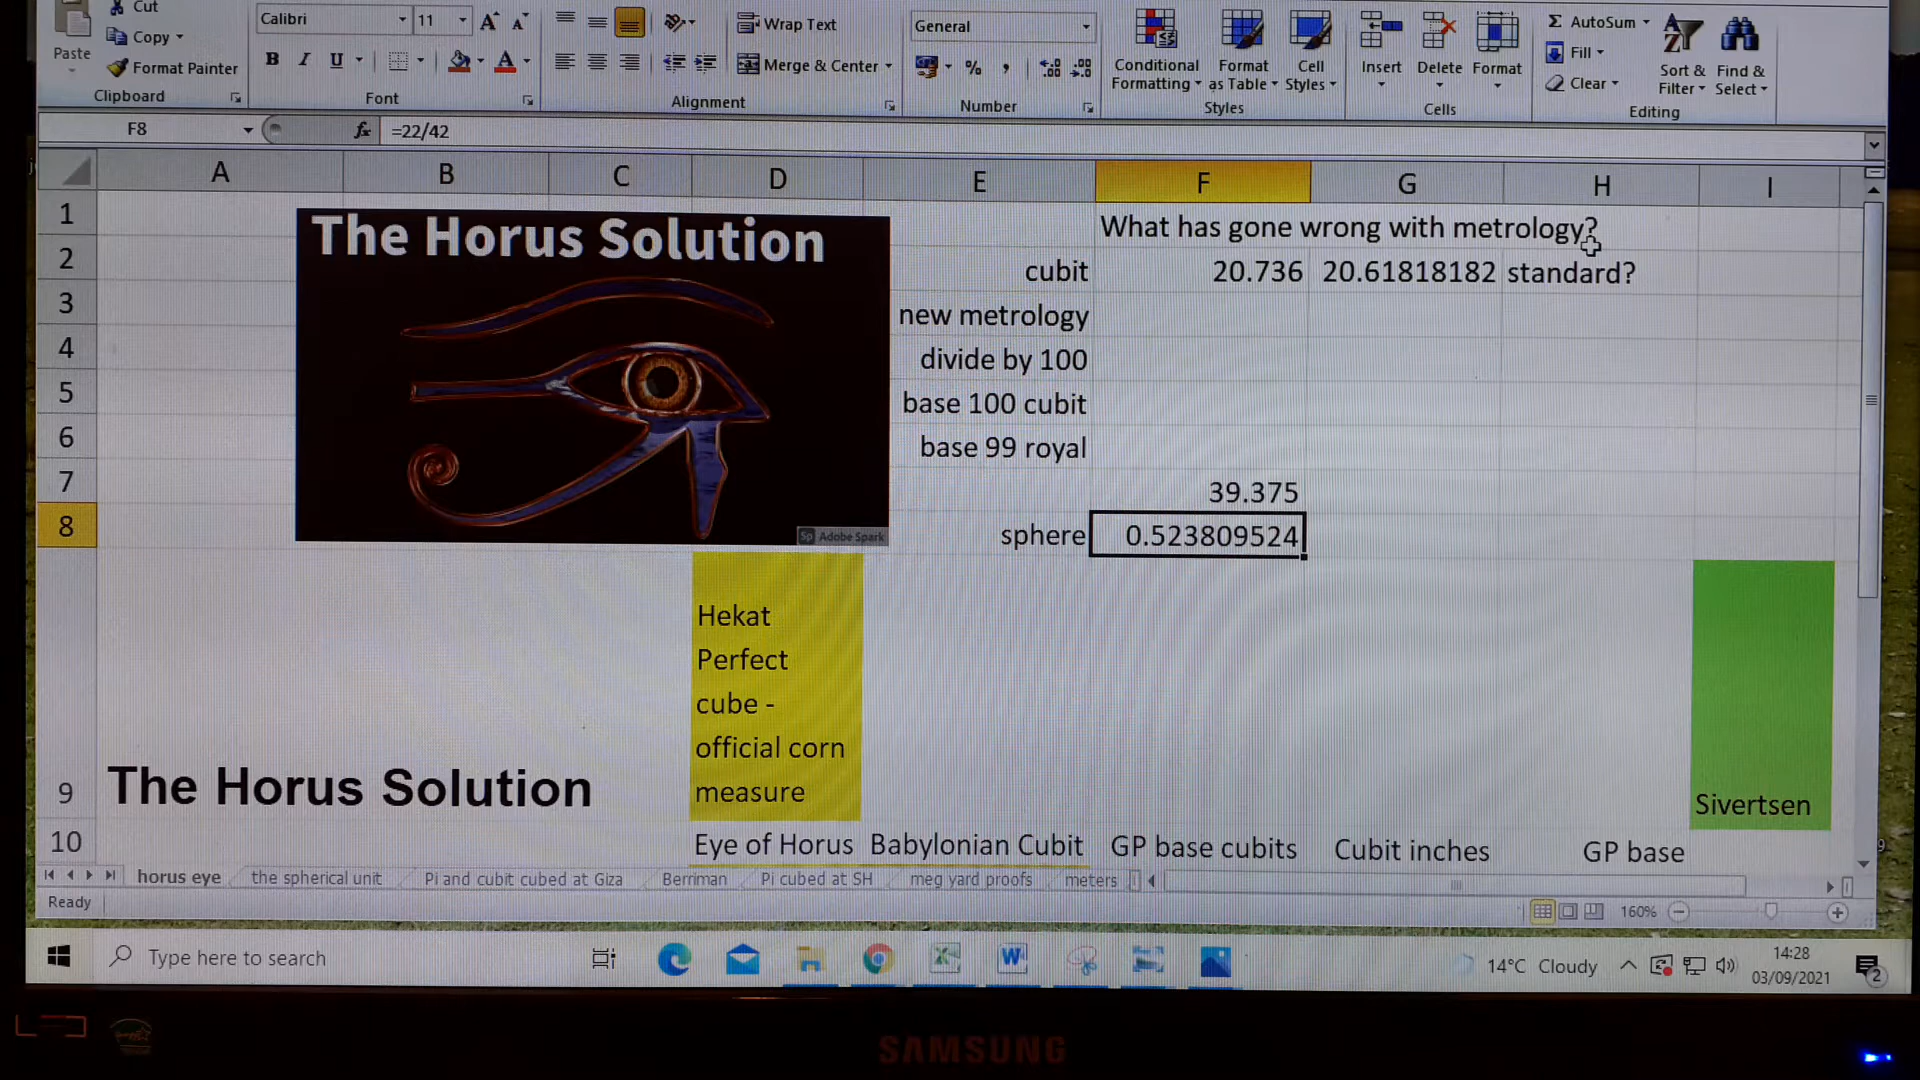 Cut
Calibri 11
General
Wrap Text
Σ AutoSum
Paste
Copy
Fill
Format Painter
B I U
Merge & Center
Conditional Formatting
Format as Table
Cell Styles
Insert
Delete
Format
Clear
Sort & Filter
Find & Select
Clipboard
Font
Alignment
Number
Styles
Cells
Editing
F8 fx =22/42
A B C D E F G H I
1 What has gone wrong with metrology?
The Horus Solution
2 cubit 20.736 20.61818182 standard?
3 new metrology
4 divide by 100
5 base 100 cubit
6 base 99 royal
7 39.375
8 sphere 0.523809524
Sp Adobe Spark
Hekat
Perfect
cube -
official corn
measure
9 The Horus Solution
Sivertsen
10 Eye of Horus Babylonian Cubit GP base cubits Cubit inches GP base
horus eye the spherical unit Pi and cubit cubed at Giza Berriman Pi cubed at SH meg yard proofs meters
Ready 160%
Type here to search
14°C Cloudy
14:28
03/09/2021
2
SAMSUNG